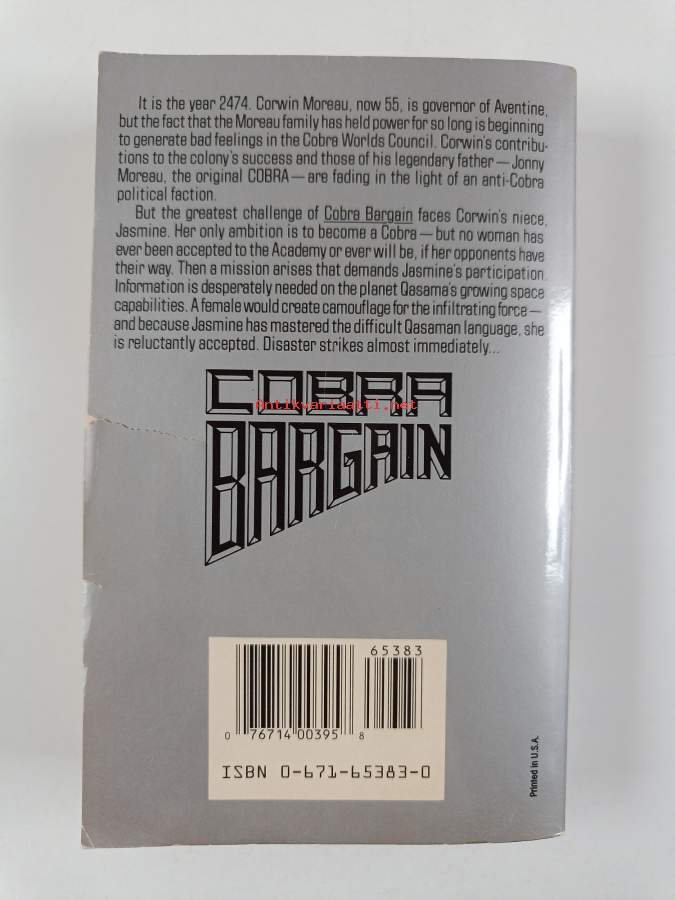 It is the year 2474. Corwin Moreau, now 55, is governor of Aventine,
but the fact that the Moreau family has held power for so long is beginning
to generate bad feelings in the Cobra Worlds Council. Corwin's contribu-
tions to the colony's success and those of his legendary father—Jonny
Moreau, the original COBRA—are fading in the light of an anti-Cobra
political faction.
But the greatest challenge of Cobra Bargain faces Corwin's niece,
Jasmine. Her only ambition is to become a Cobra—but no woman has
ever been accepted to the Academy or ever will be, if her opponents have
their way. Then a mission arises that demands Jasmine's participation.
Information is desperately needed on the planet Qasama's growing space
capabilities. A female would create camouflage for the infiltrating force—
and because Jasmine has mastered the difficult Qasaman language, she
is reluctantly accepted. Disaster strikes almost immediately...
COBRA
Antikvariaatti.net
BARGAIN
65383
0 76714 00395 8
ISBN 0-671-65383-0
Printed in U.S.A.